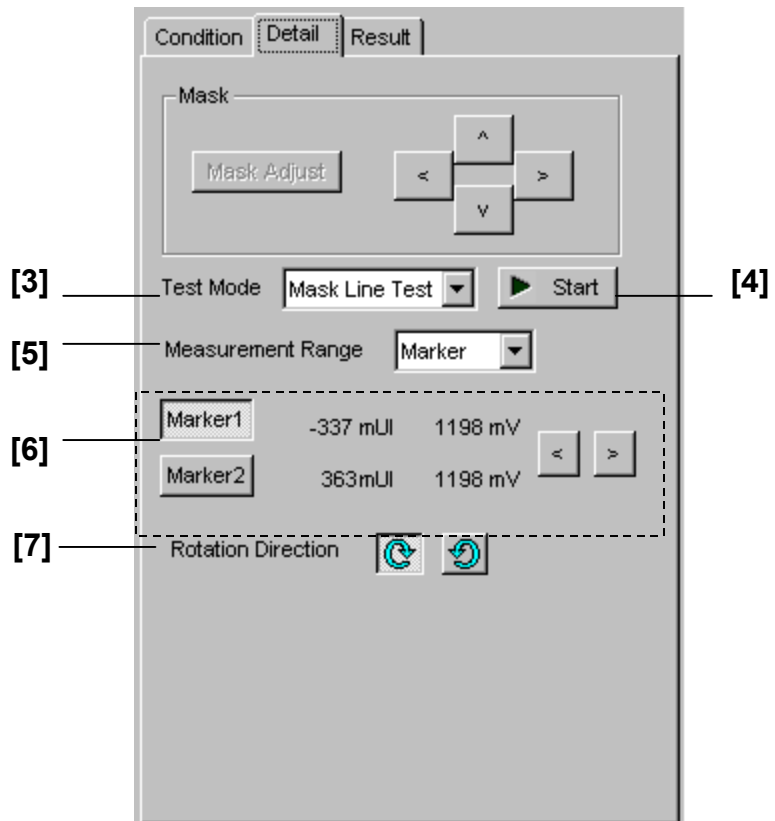 Condition Detail Result
Mask
^
Mask Adjust < >
v
[3] Test Mode Mask Line Test Start [4]
[5] Measurement Range Marker
Marker1 -337 mUI 1198 mV < >
[6]
Marker2 363mUI 1198 mV
[7] Rotation Direction